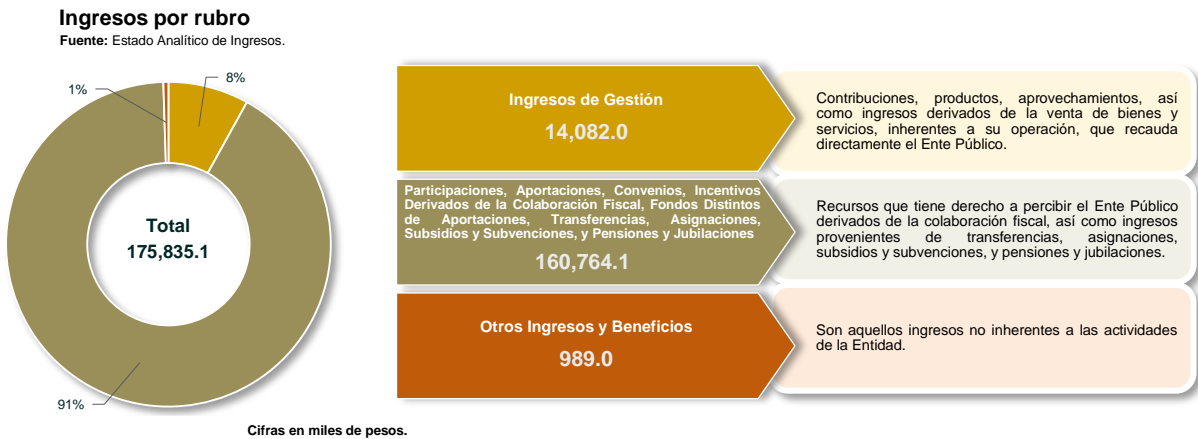 Ingresos por rubro
Fuente: Estado Analítico de Ingresos.
8%
1%
91%
Total
175,835.1
Ingresos de Gestión
14,082.0
Contribuciones, productos, aprovechamientos, así
como ingresos derivados de la venta de bienes y
servicios, inherentes a su operación, que recauda
directamente el Ente Público.
Participaciones, Aportaciones, Convenios, Incentivos
Derivados de la Colaboración Fiscal, Fondos Distintos
de Aportaciones, Transferencias, Asignaciones,
Subsidios y Subvenciones, y Pensiones y Jubilaciones
160,764.1
Recursos que tiene derecho a percibir el Ente Público
derivados de la colaboración fiscal, así como ingresos
provenientes de transferencias, asignaciones,
subsidios y subvenciones, y pensiones y jubilaciones.
Otros Ingresos y Beneficios
989.0
Son aquellos ingresos no inherentes a las actividades
de la Entidad.
Cifras en miles de pesos.